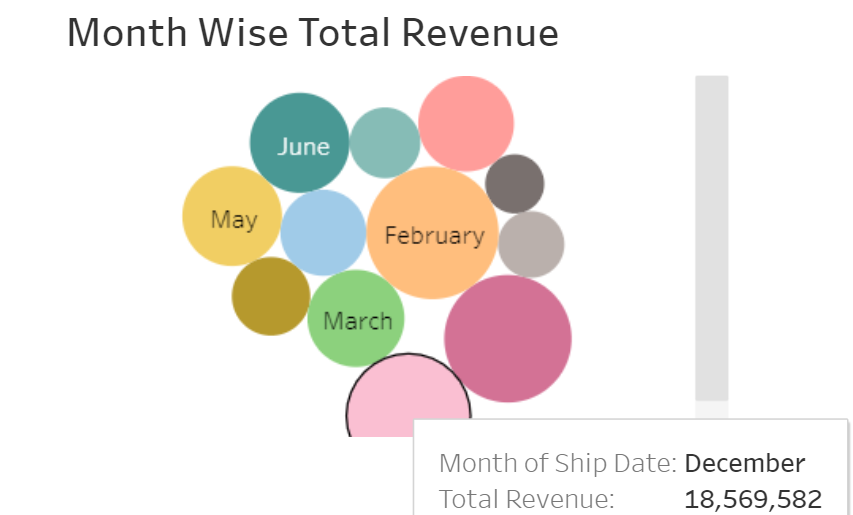 Month Wise Total Revenue
June
May
February
March
Month of Ship Date: December
Total Revenue: 18,569,582